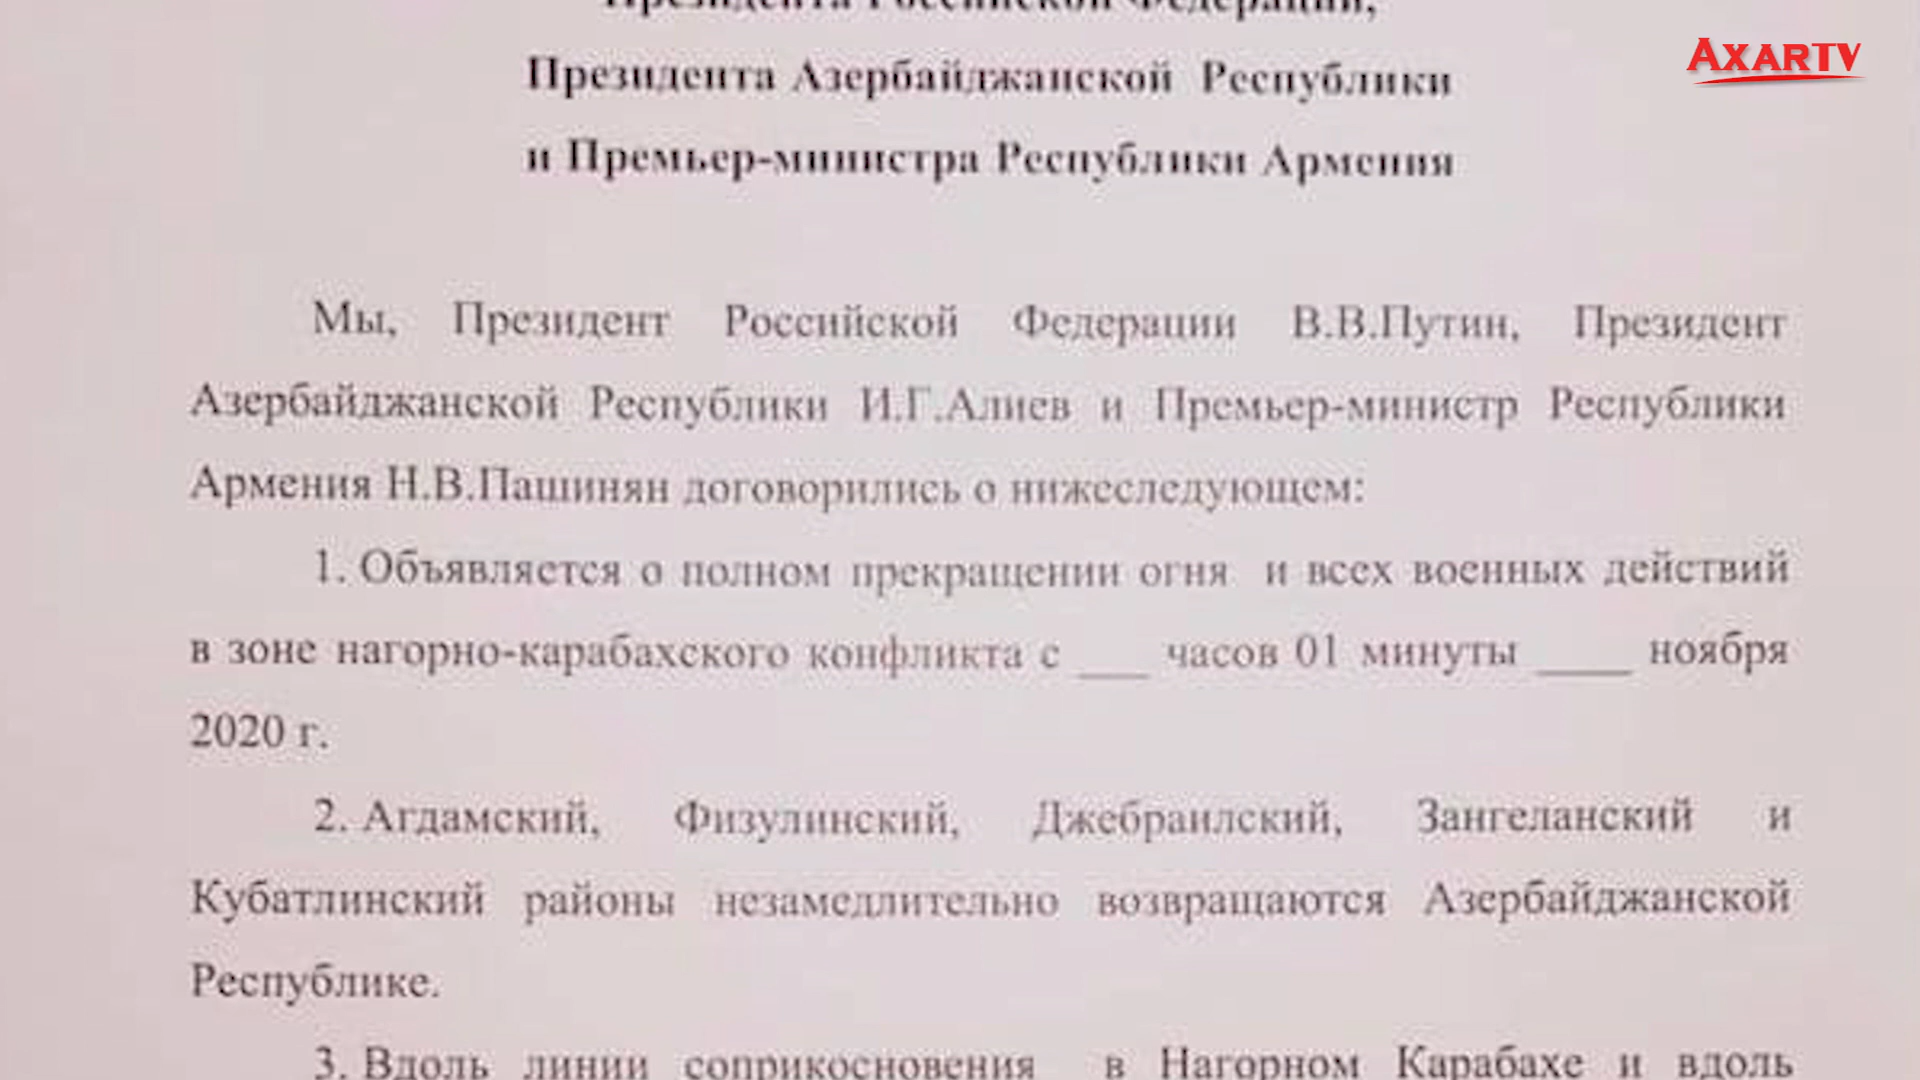 Президента Российской Федерации,
AXARTV
Президента Азербайджанской Республики
и Премьер-министра Республики Армения
Мы, Президент Российской Федерации В.В.Путин, Президент
Азербайджанской Республики И.Г.Алиев и Премьер-министр Республики
Армения Н.В.Пашинян договорились о нижеследующем:
1. Объявляется о полном прекращении огня и всех военных действий
в зоне нагорно-карабахского конфликта с ___ часов 01 минуты ____ ноября
2020 г.
2. Агдамский, Физулинский, Джебраилский, Зангеланский и
Кубатлинский районы незамедлительно возвращаются Азербайджанской
Республике.
3. Вдоль линии соприкосновения в Нагорном Карабахе и вдоль